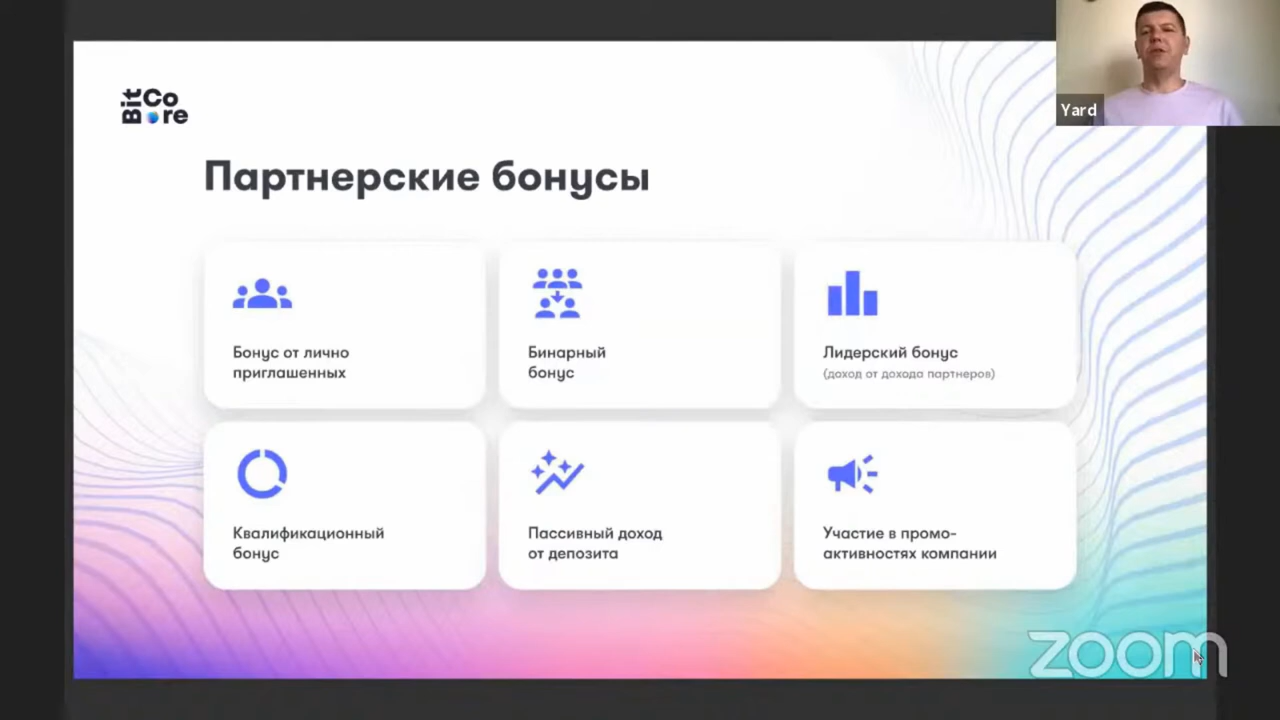 BitCore
Yard
Партнерские бонусы
Бонус от лично
приглашенных
Бинарный
бонус
Лидерский бонус
(доход от дохода партнеров)
Квалификационный
бонус
Пассивный доход
от депозита
Участие в промо-
активностях компании
zoom